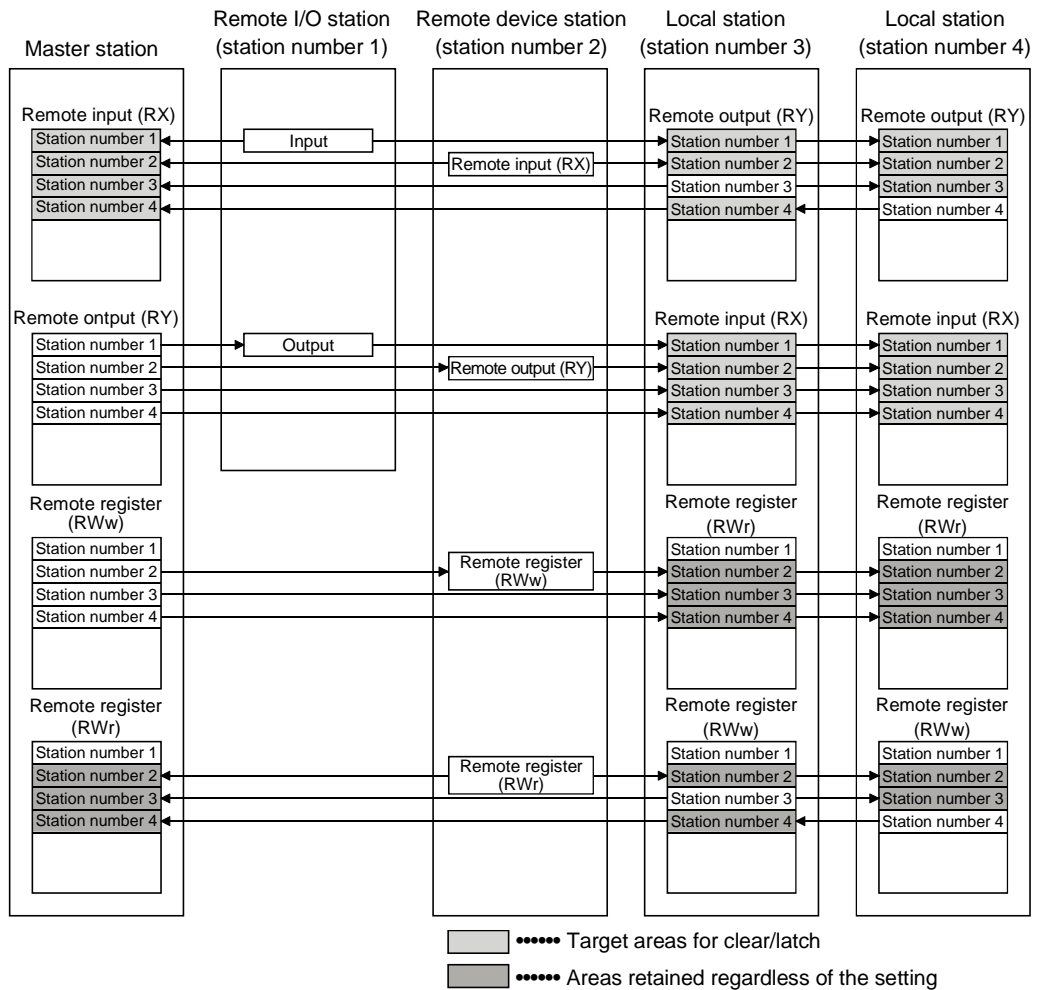 Master station
Remote I/O station
(station number 1)
Remote device station
(station number 2)
Local station
(station number 3)
Local station
(station number 4)
Remote input (RX)
Station number 1
Station number 2
Station number 3
Station number 4
Input
Remote input (RX)
Remote output (RY)
Station number 1
Station number 2
Station number 3
Station number 4
Remote output (RY)
Station number 1
Station number 2
Station number 3
Station number 4
Remote ontput (RY)
Station number 1
Station number 2
Station number 3
Station number 4
Output
Remote output (RY)
Remote input (RX)
Station number 1
Station number 2
Station number 3
Station number 4
Remote input (RX)
Station number 1
Station number 2
Station number 3
Station number 4
Remote register
(RWw)
Station number 1
Station number 2
Station number 3
Station number 4
Remote register
(RWw)
Remote register
(RWr)
Station number 1
Station number 2
Station number 3
Station number 4
Remote register
(RWr)
Station number 1
Station number 2
Station number 3
Station number 4
Remote register
(RWr)
Station number 1
Station number 2
Station number 3
Station number 4
Remote register
(RWr)
Remote register
(RWw)
Station number 1
Station number 2
Station number 3
Station number 4
Remote register
(RWw)
Station number 1
Station number 2
Station number 3
Station number 4
•••••• Target areas for clear/latch
•••••• Areas retained regardless of the setting